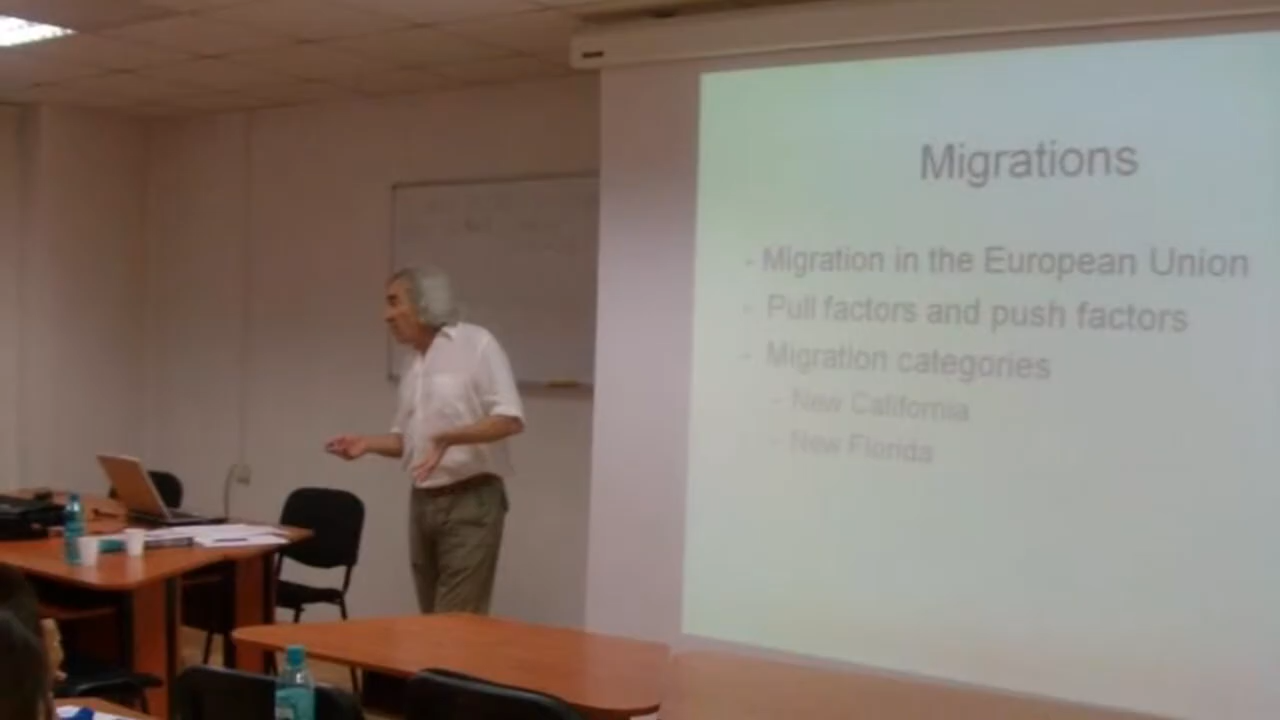 Migrations
- Migration in the European Union
- Pull factors and push factors
- Migration categories
- New California
- New Florida